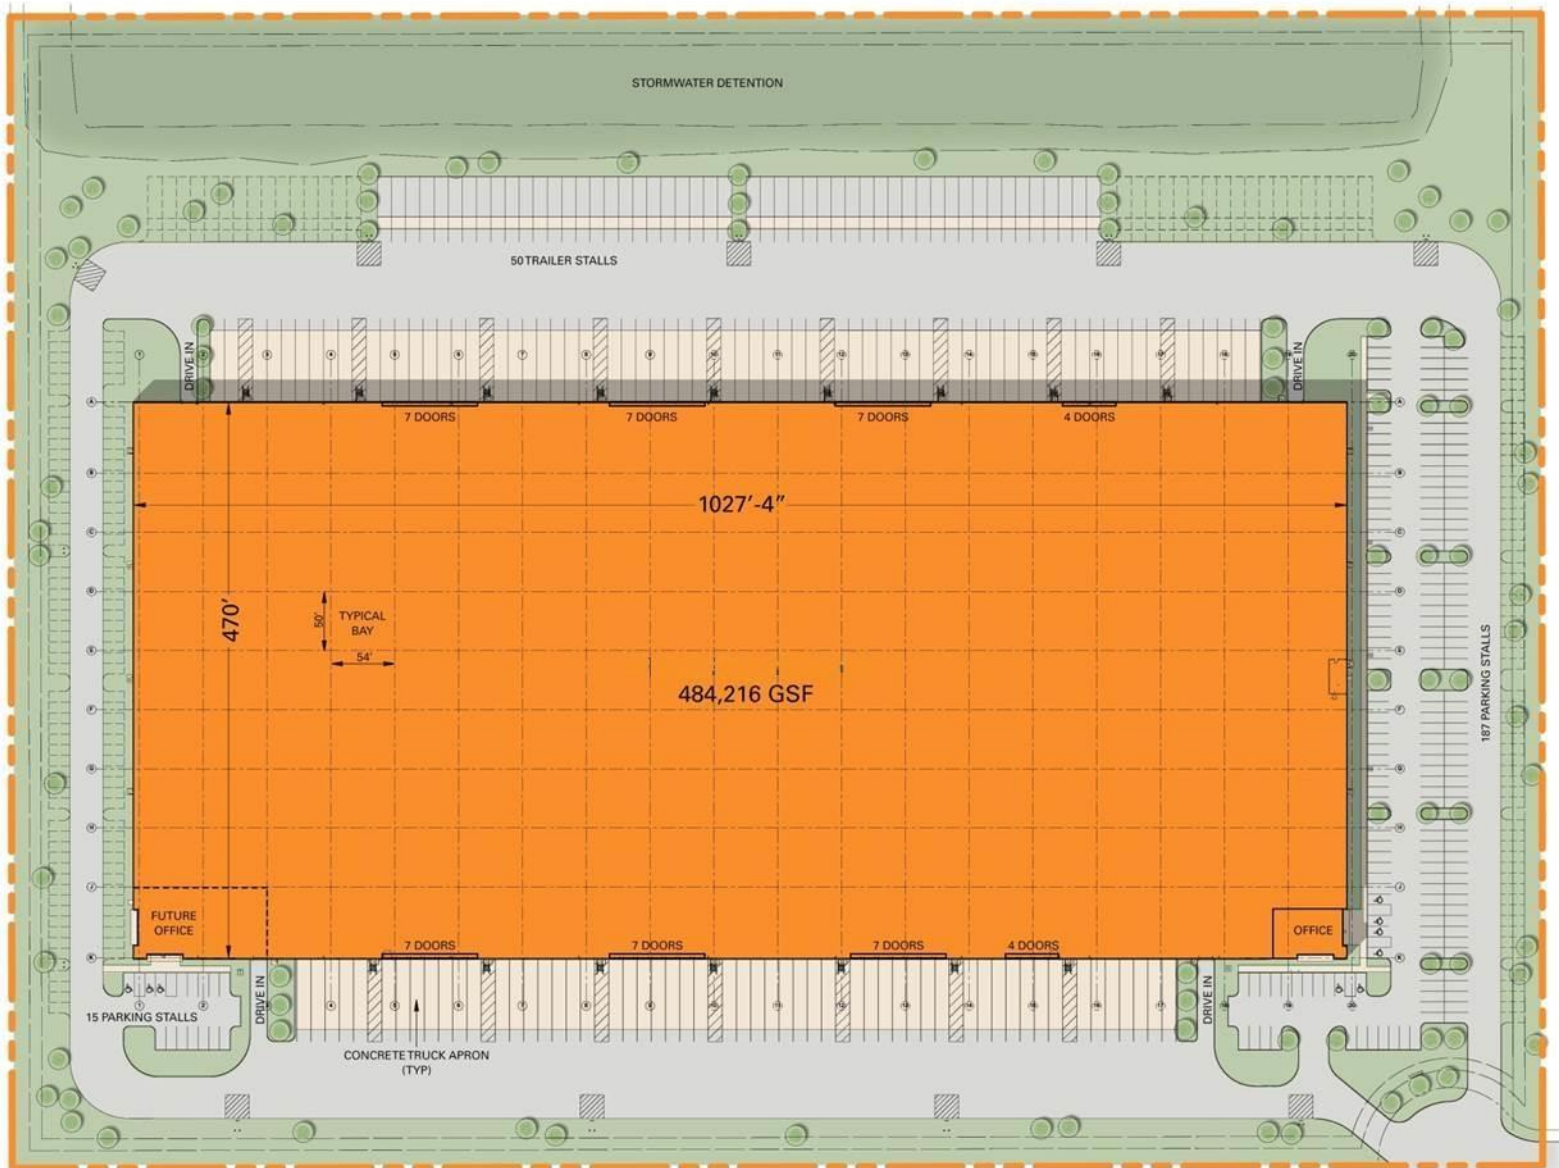 STORMWATER DETENTION
50 TRAILER STALLS
DRIVE IN
DRIVE IN
7 DOORS
7 DOORS
7 DOORS
4 DOORS
1027'-4"
470'
50'
TYPICAL
BAY
54'
484,216 GSF
187 PARKING STALLS
FUTURE
OFFICE
OFFICE
7 DOORS
7 DOORS
7 DOORS
4 DOORS
DRIVE IN
DRIVE IN
15 PARKING STALLS
CONCRETE TRUCK APRON
(TYP)